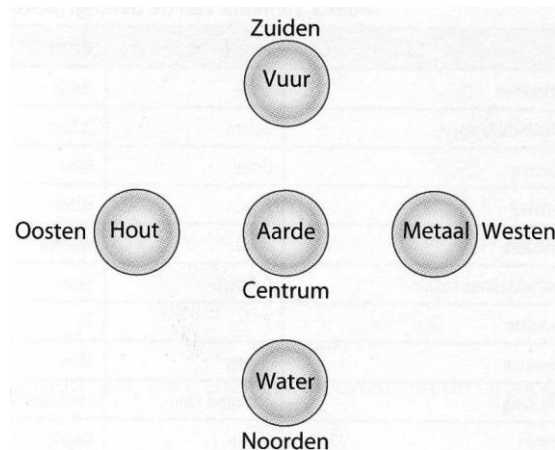 Zuiden
Vuur
Oosten Hout Aarde Metaal Westen
Centrum
Water
Noorden